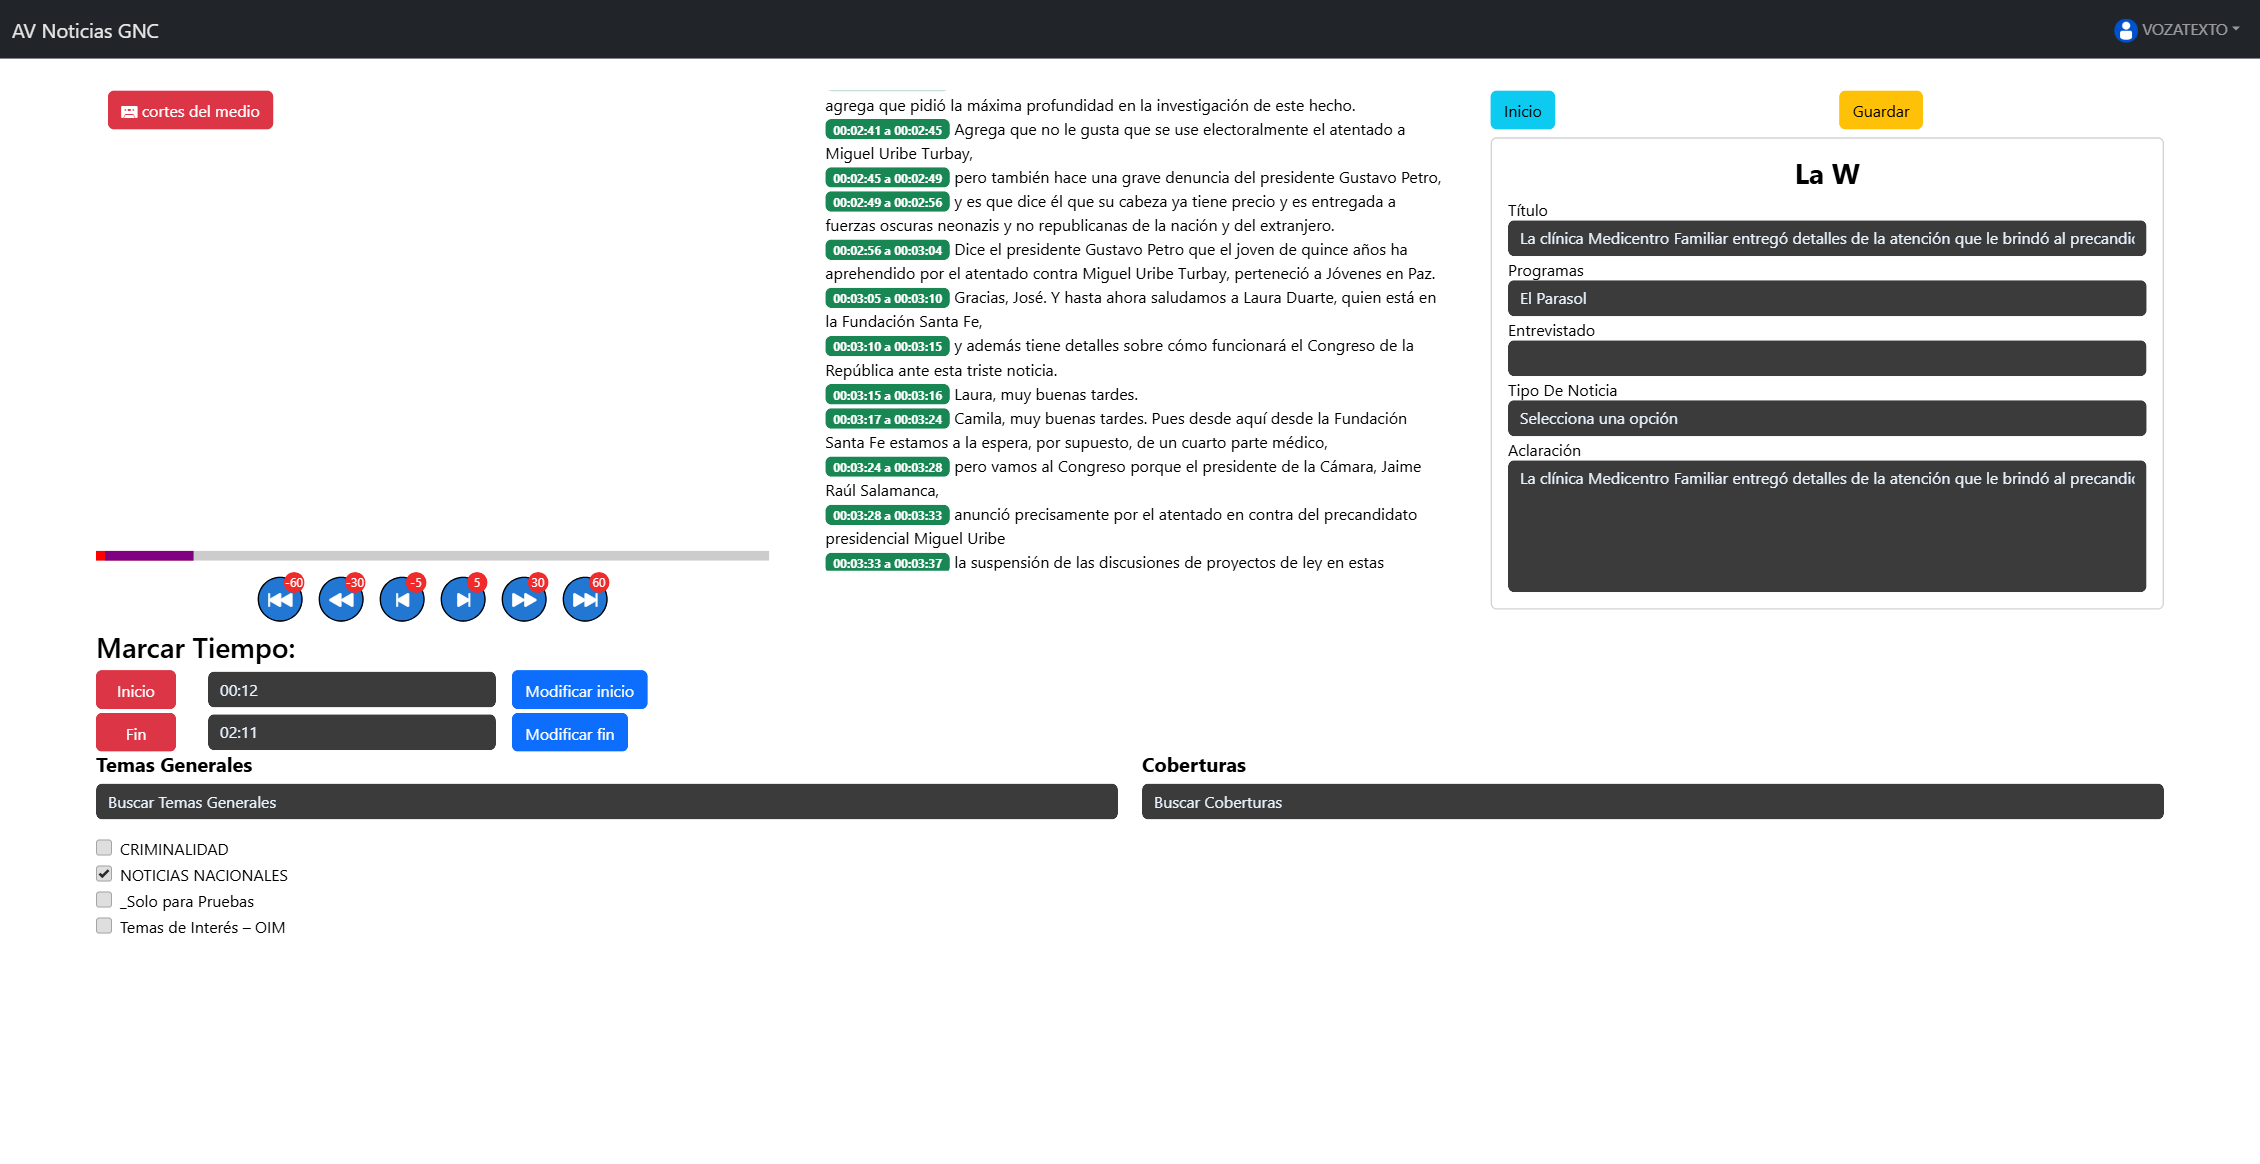 AV Noticias GNC
VOZATEXTO
cortes del medio
-60
-30
-5
5
30
60
Marcar Tiempo:
Inicio
00:12
Modificar inicio
Fin
02:11
Modificar fin
agrega que pidió la máxima profundidad en la investigación de este hecho.
00:02:41 a 00:02:45 Agrega que no le gusta que se use electoralmente el atentado a
Miguel Uribe Turbay,
00:02:45 a 00:02:49 pero también hace una grave denuncia del presidente Gustavo Petro,
00:02:49 a 00:02:56 y es que dice él que su cabeza ya tiene precio y es entregada a
fuerzas oscuras neonazis y no republicanas de la nación y del extranjero.
00:02:56 a 00:03:04 Dice el presidente Gustavo Petro que el joven de quince años ha
aprehendido por el atentado contra Miguel Uribe Turbay, perteneció a Jóvenes en Paz.
00:03:05 a 00:03:10 Gracias, José. Y hasta ahora saludamos a Laura Duarte, quien está en
la Fundación Santa Fe,
00:03:10 a 00:03:15 y además tiene detalles sobre cómo funcionará el Congreso de la
República ante esta triste noticia.
00:03:15 a 00:03:16 Laura, muy buenas tardes.
00:03:17 a 00:03:24 Camila, muy buenas tardes. Pues desde aquí desde la Fundación
Santa Fe estamos a la espera, por supuesto, de un cuarto parte médico,
00:03:24 a 00:03:28 pero vamos al Congreso porque el presidente de la Cámara, Jaime
Raúl Salamanca,
00:03:28 a 00:03:33 anunció precisamente por el atentado en contra del precandidato
presidencial Miguel Uribe
00:03:33 a 00:03:37 la suspensión de las discusiones de proyectos de ley en estas
Inicio
Guardar
La W
Título
La clínica Medicentro Familiar entregó detalles de la atención que le brindó al precandic
Programas
El Parasol
Entrevistado
Tipo De Noticia
Selecciona una opción
Aclaración
La clínica Medicentro Familiar entregó detalles de la atención que le brindó al precandic
Temas Generales
Buscar Temas Generales
CRIMINALIDAD
NOTICIAS NACIONALES
_Solo para Pruebas
Temas de Interés – OIM
Coberturas
Buscar Coberturas